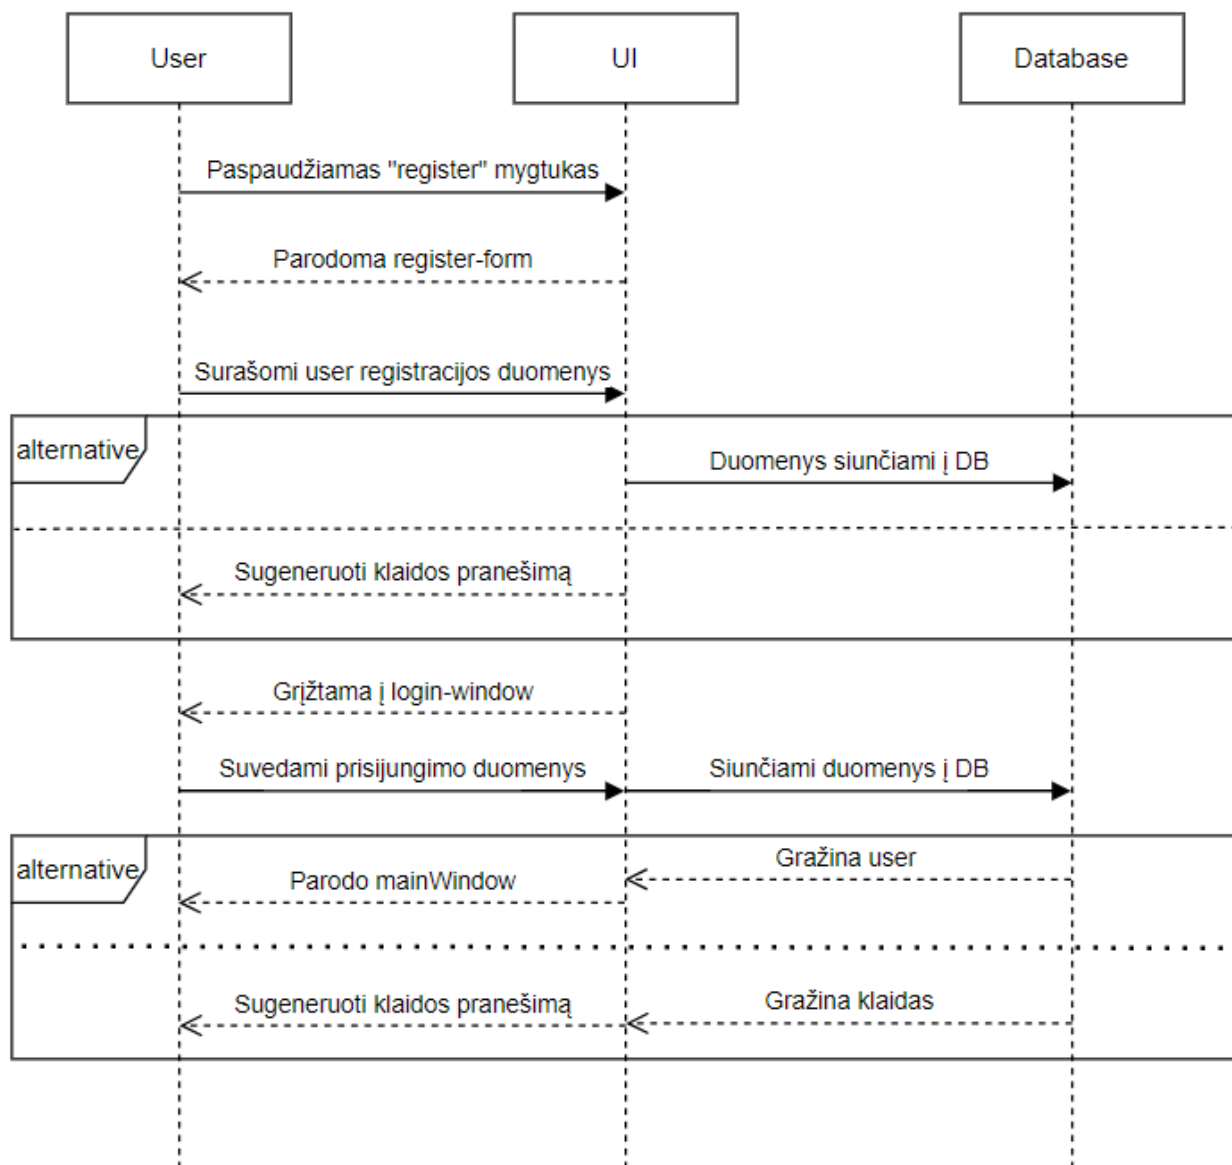 User
UI
Database
Paspaudžiamas "register" mygtukas
Parodoma register-form
Surašomi user registracijos duomenys
alternative
Duomenys siunčiami į DB
Sugeneruoti klaidos pranešimą
Grįžtama į login-window
Suvedami prisijungimo duomenys
Siunčiami duomenys į DB
alternative
Gražina user
Parodo mainWindow
Sugeneruoti klaidos pranešimą
Gražina klaidas